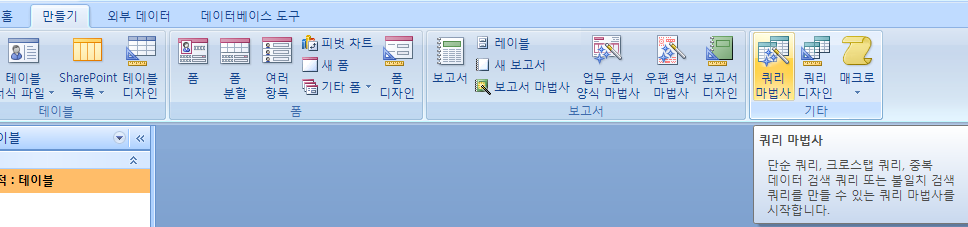 홈 만들기 외부 데이터 데이터베이스 도구
테이블
서식 파일
SharePoint
목록
테이블
디자인
테이블
폼
폼
분할
여러
항목
피벗 차트
새 폼
기타 폼
폼
디자인
폼
보고서
레이블
새 보고서
보고서 마법사
업무 문서
양식 마법사
우편 엽서
마법사
보고서
디자인
보고서
쿼리
마법사
쿼리
디자인
매크로
기타
이블
적 : 테이블
쿼리 마법사
단순 쿼리, 크로스탭 쿼리, 중복
데이터 검색 쿼리 또는 불일치 검색
쿼리를 만들 수 있는 쿼리 마법사를
시작합니다.